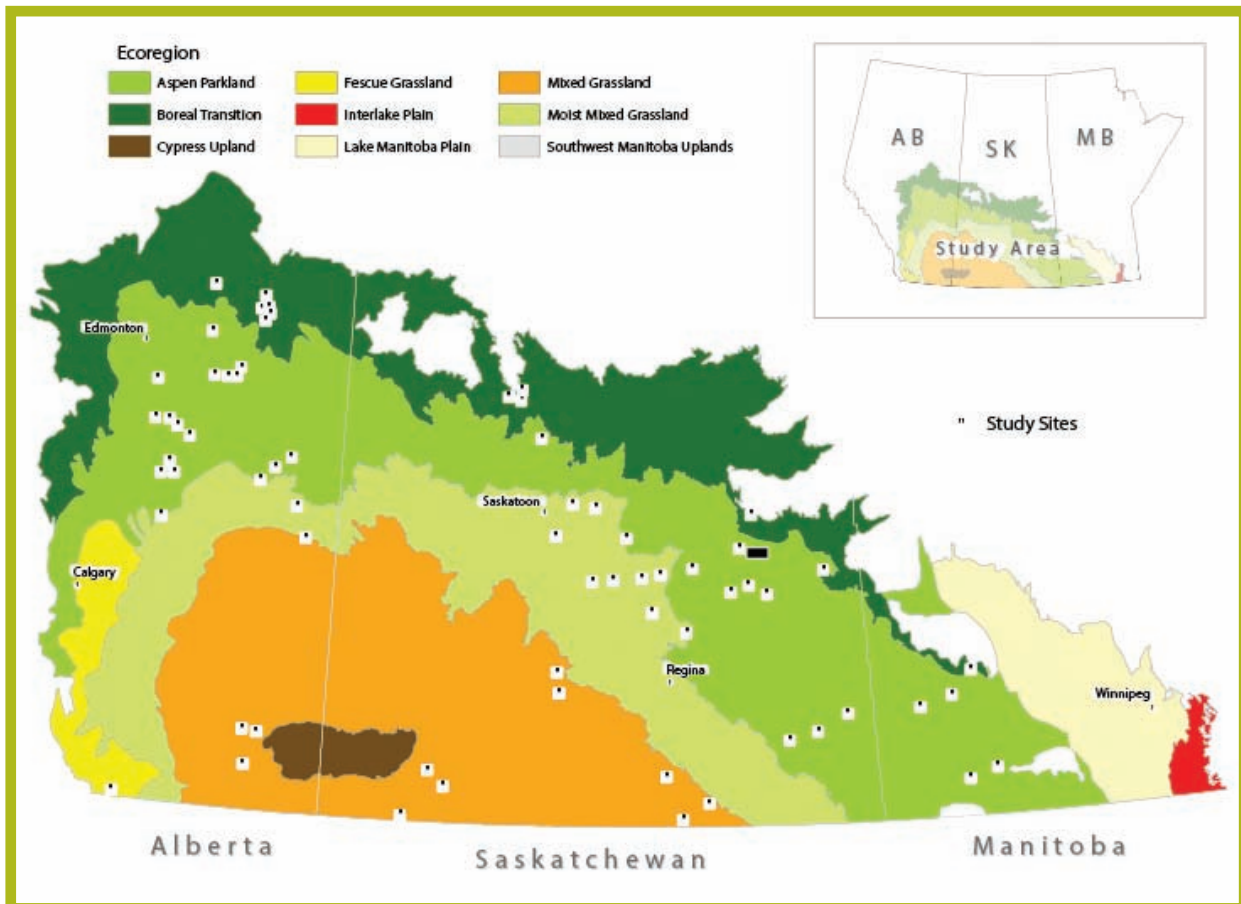 Ecoregion
Aspen Parkland
Fescue Grassland
Mixed Grassland
Boreal Transition
Interlake Plain
Moist Mixed Grassland
Cypress Upland
Lake Manitoba Plain
Southwest Manitoba Uplands
AB
SK
MB
Study Area
Edmonton
Study Sites
Saskatoon
Calgary
Regina
Winnipeg
Alberta
Saskatchewan
Manitoba